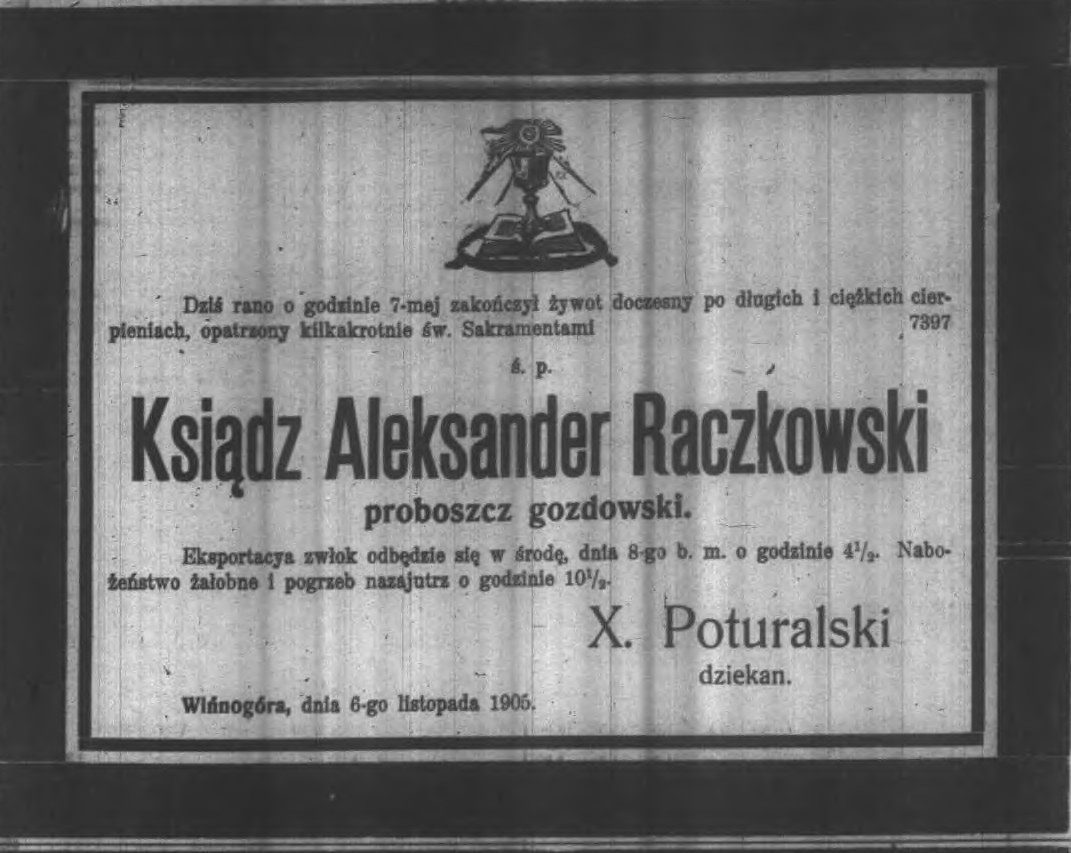 Dziś rano o godzinie 7-mej zakończył żywot doczesny po długich i ciężkich cier-
pieniach, opatrzony kilkakrotnie św. Sakramentami 7397
ś. p.
Ksiądz Aleksander Raczkowski
proboszcz gozdowski.
Eksportacya zwłok odbędzie się w środę, dnia 8-go b. m. o godzinie 4½. Nabo-
żeństwo żałobne i pogrzeb nazajutrz o godzinie 10½.
X. Poturalski
dziekan.
Wińnogóra, dnia 6-go listopada 1905.